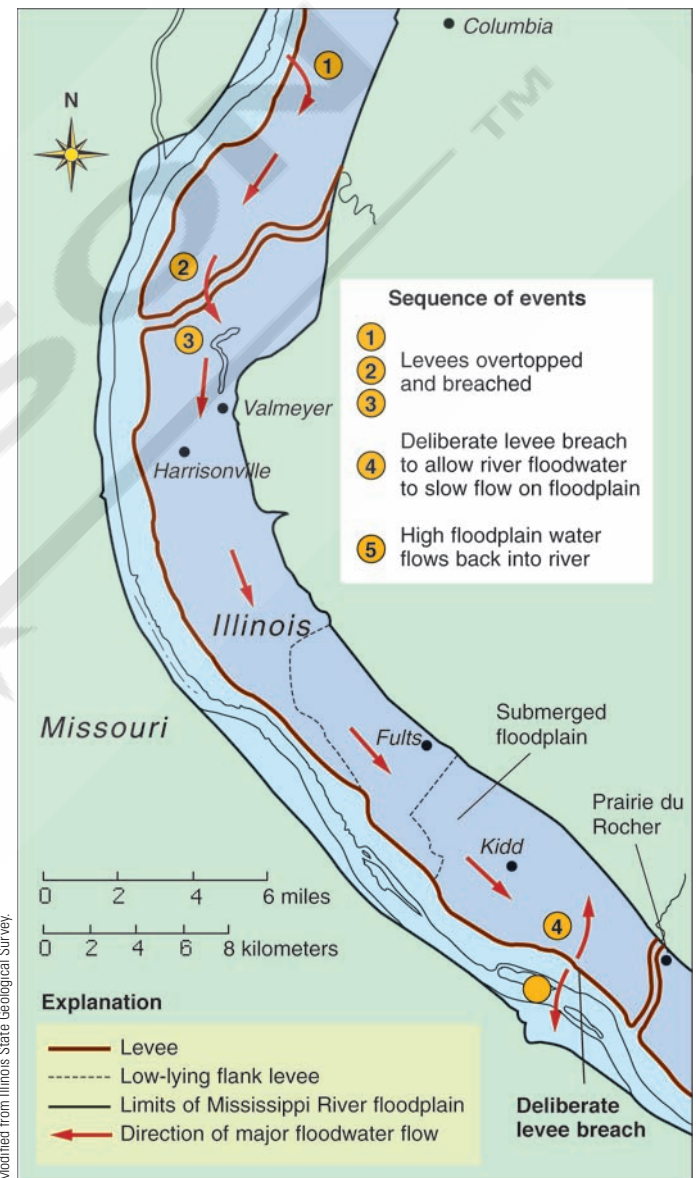 Columbia
N
1
2
3
Valmeyer
Harrisonville
Sequence of events
1
2
3
Levees overtopped
and breached
4
Deliberate levee breach
to allow river floodwater
to slow flow on floodplain
5
High floodplain water
flows back into river
Illinois
Missouri
Fults
Submerged
floodplain
Prairie du
Rocher
Kidd
4
0 2 4 6 miles
0 2 4 6 8 kilometers
Explanation
Levee
Low-lying flank levee
Limits of Mississippi River floodplain
Direction of major floodwater flow
Deliberate
levee breach
Modified from Illinois State Geological Survey.
TM